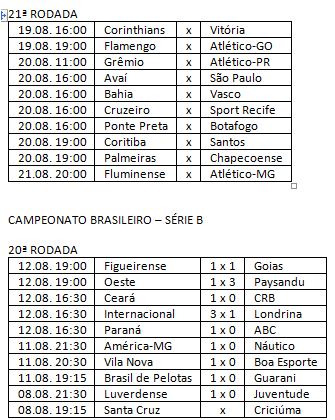 21ª RODADA
19.08. 16:00 Corinthians x Vitória
19.08. 19:00 Flamengo x Atlético-GO
20.08. 11:00 Grêmio x Atlético-PR
20.08. 16:00 Avaí x São Paulo
20.08. 16:00 Bahia x Vasco
20.08. 16:00 Cruzeiro x Sport Recife
20.08. 16:00 Ponte Preta x Botafogo
20.08. 19:00 Coritiba x Santos
20.08. 19:00 Palmeiras x Chapecoense
21.08. 20:00 Fluminense x Atlético-MG
CAMPEONATO BRASILEIRO – SÉRIE B
20ª RODADA
12.08. 19:00 Figueirense 1 x 1 Goias
12.08. 19:00 Oeste 1 x 3 Paysandu
12.08. 16:30 Ceará 1 x 0 CRB
12.08. 16:30 Internacional 3 x 1 Londrina
12.08. 16:30 Paraná 1 x 0 ABC
11.08. 21:30 América-MG 1 x 0 Náutico
11.08. 20:30 Vila Nova 1 x 0 Boa Esporte
11.08. 19:15 Brasil de Pelotas 1 x 0 Guarani
08.08. 21:30 Luverdense 1 x 0 Juventude
08.08. 19:15 Santa Cruz x Criciúma